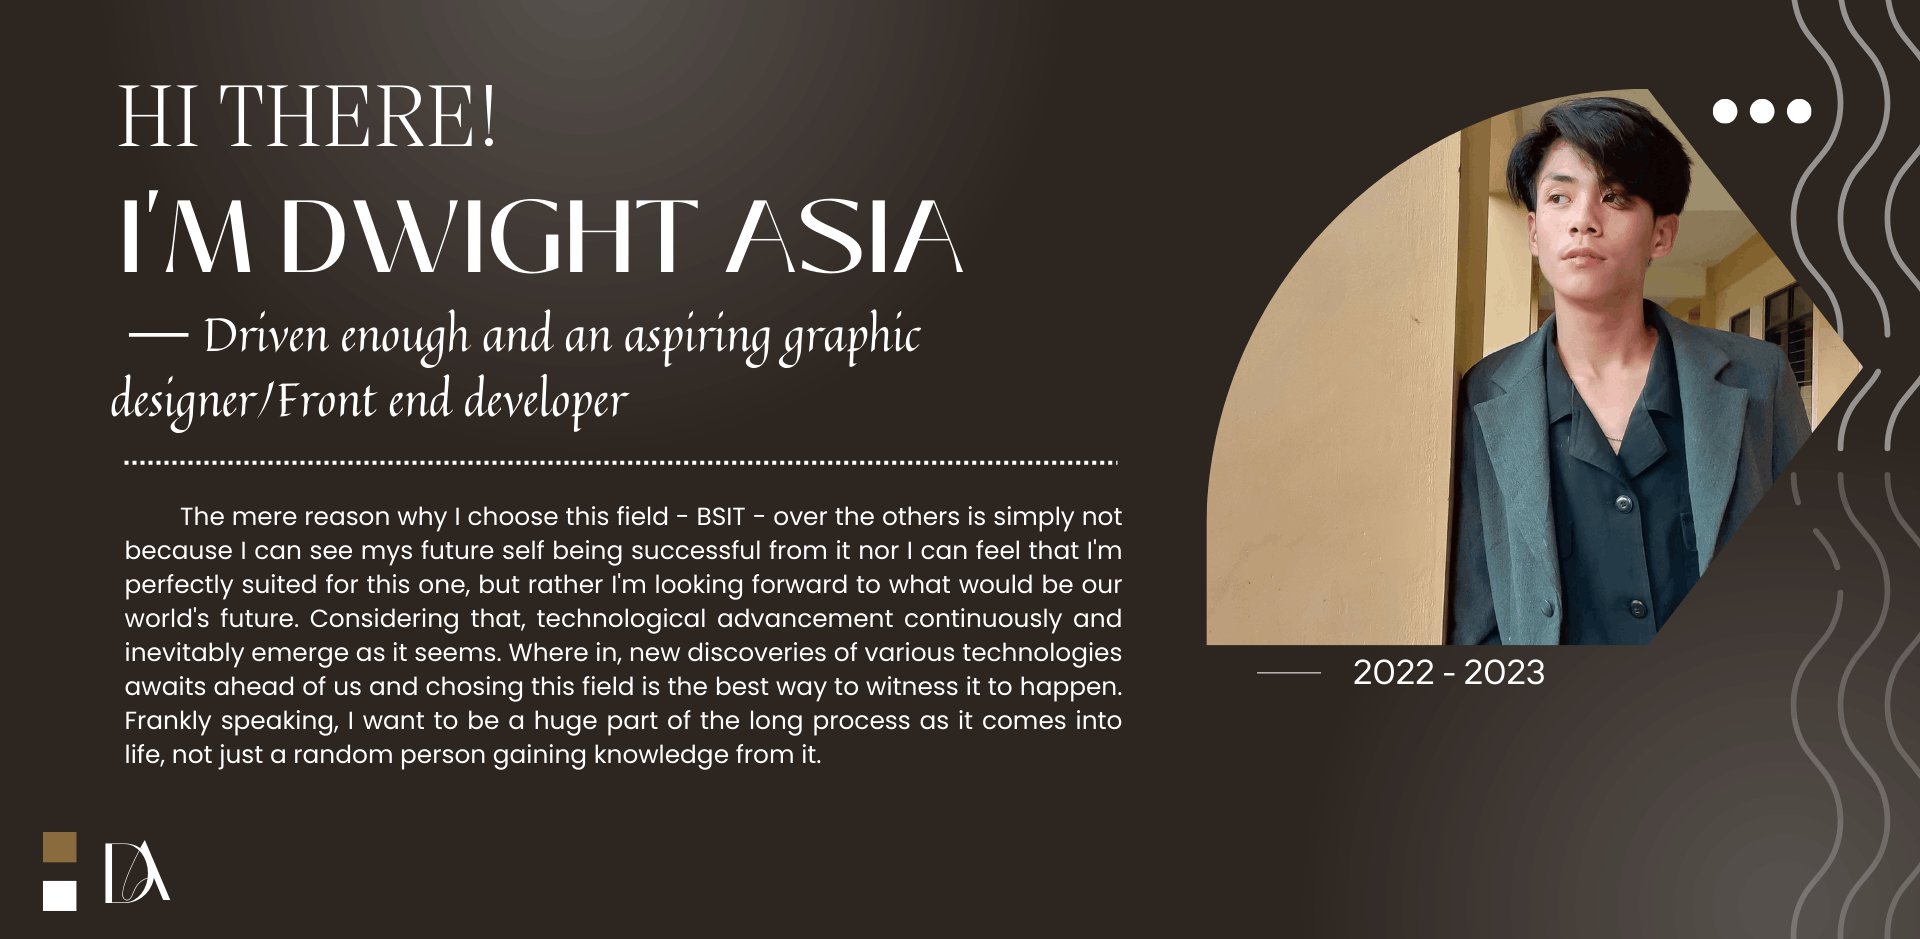 HI THERE!
I'M DWIGHT ASIA
— Driven enough and an aspiring graphic
designer/Front end developer
The mere reason why I choose this field - BSIT - over the others is simply not
because I can see mys future self being successful from it nor I can feel that I'm
perfectly suited for this one, but rather I'm looking forward to what would be our
world's future. Considering that, technological advancement continuously and
inevitably emerge as it seems. Where in, new discoveries of various technologies
awaits ahead of us and chosing this field is the best way to witness it to happen.
Frankly speaking, I want to be a huge part of the long process as it comes into
life, not just a random person gaining knowledge from it.
2022 - 2023
DA